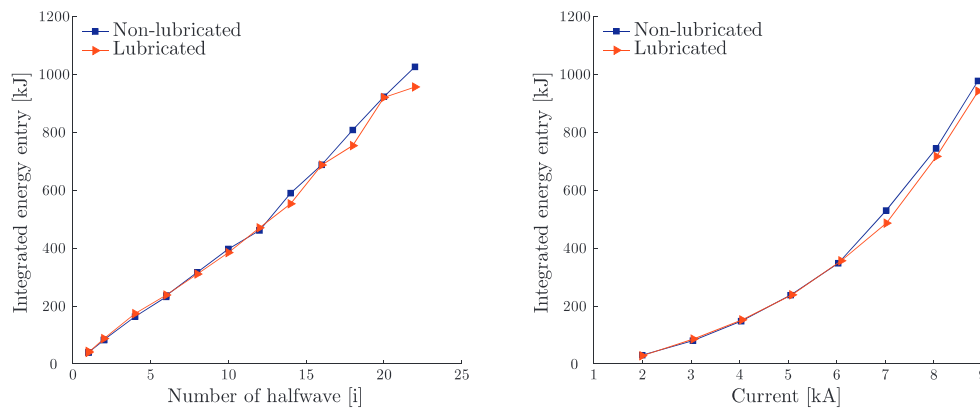 1200
1000
800
600
400
200
0
0 5 10 15 20 25
Integrated energy entry [kJ]
Number of halfwave [i]
Non-lubricated
Lubricated
1200
1000
800
600
400
200
0
1 2 3 4 5 6 7 8 9
Integrated energy entry [kJ]
Current [kA]
Non-lubricated
Lubricated